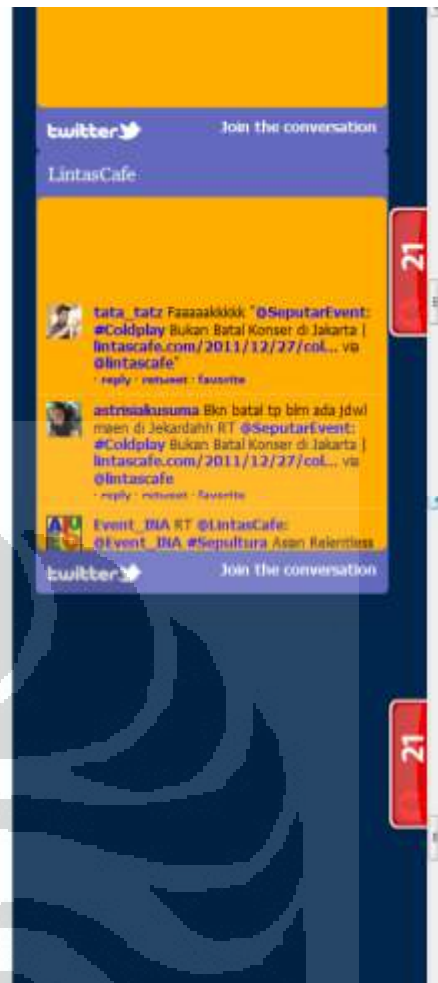 twitter
Join the conversation
LintasCafe
21
tata_tatz Faaaakkkkk "@SeputarEvent:
#Coldplay Bukan Batal Konser di Jakarta |
lintascafe.com/2011/12/27/col... via
@lintascafe"
· reply · retweet · favorite
astrisiakusuma Bkn batal tp blm ada jdwl
maen di Jekardahh RT @SeputarEvent:
#Coldplay Bukan Batal Konser di Jakarta |
lintascafe.com/2011/12/27/col... via
@lintascafe
· reply · retweet · favorite
Event_INA RT @LintasCafe:
@Event_INA #Sepultura Asian Relentless
twitter
Join the conversation
21